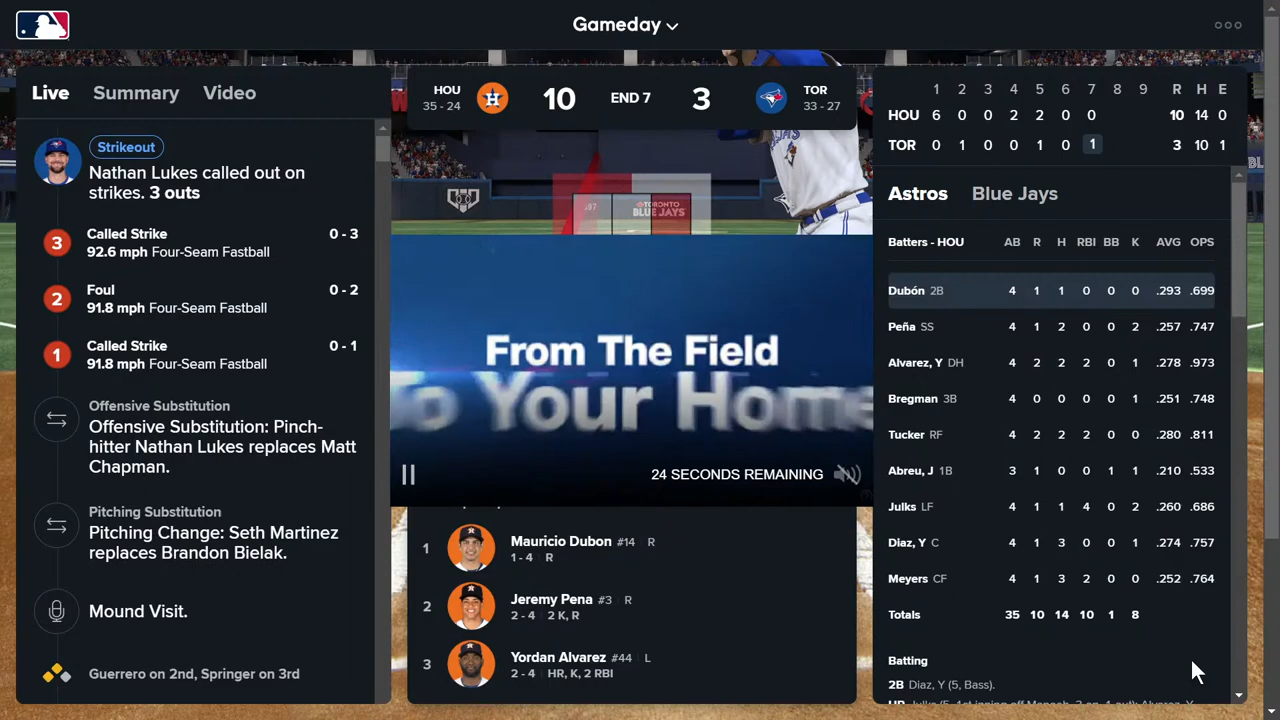 Gameday
Live Summary Video
Strikeout
Nathan Lukes called out on
strikes. 3 outs
3 Called Strike 0 - 3
92.6 mph Four-Seam Fastball
2 Foul 0 - 2
91.8 mph Four-Seam Fastball
1 Called Strike 0 - 1
91.8 mph Four-Seam Fastball
Offensive Substitution
Offensive Substitution: Pinch-
hitter Nathan Lukes replaces Matt
Chapman.
Pitching Substitution
Pitching Change: Seth Martinez
replaces Brandon Bielak.
Mound Visit.
Guerrero on 2nd, Springer on 3rd
HOU
35 - 24
10 END 7 3
TOR
33 - 27
397
TORONTO
BLUE JAYS
From The Field
To Your Home
24 SECONDS REMAINING
1 Mauricio Dubon #14 R
1 - 4 R
2 Jeremy Pena #3 R
2 - 4 2 K, R
3 Yordan Alvarez #44 L
2 - 4 HR, K, 2 RBI
1 2 3 4 5 6 7 8 9 R H E
HOU 6 0 0 2 2 0 0 10 14 0
TOR 0 1 0 0 1 0 1 3 10 1
Astros Blue Jays
Batters - HOU AB R H RBI BB K AVG OPS
Dubón 2B 4 1 1 0 0 0 .293 .699
Peña SS 4 1 2 0 0 2 .257 .747
Alvarez, Y DH 4 2 2 2 0 1 .278 .973
Bregman 3B 4 0 0 0 0 1 .251 .748
Tucker RF 4 2 2 2 0 0 .280 .811
Abreu, J 1B 3 1 0 0 1 1 .210 .533
Julks LF 4 1 1 4 0 2 .260 .686
Diaz, Y C 4 1 3 0 0 1 .274 .757
Meyers CF 4 1 3 2 0 0 .252 .764
Totals 35 10 14 10 1 8
Batting
2B Diaz, Y (5, Bass).